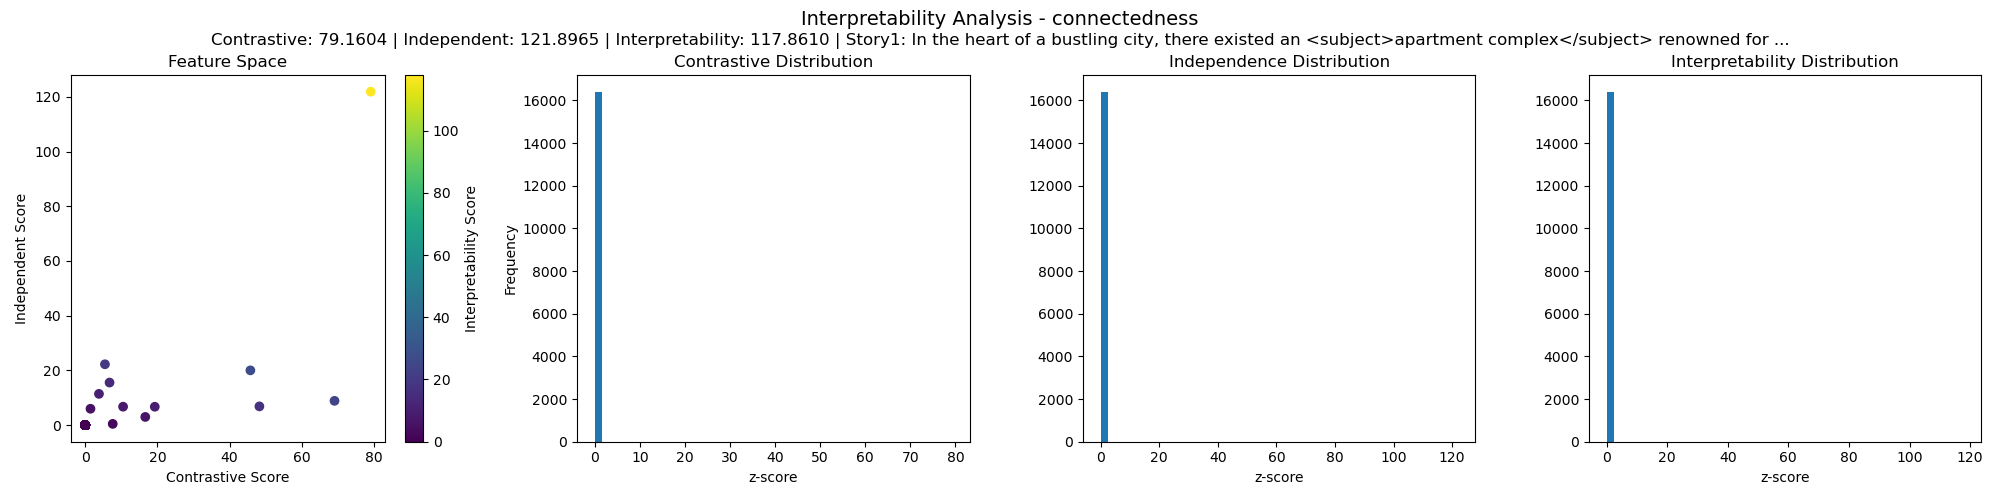 Interpretability Analysis - connectedness
Contrastive: 79.1604 | Independent: 121.8965 | Interpretability: 117.8610 | Story1: In the heart of a bustling city, there existed an <subject>apartment complex</subject> renowned for ...
Feature Space
120
100
80
60
40
20
0
Independent Score
0 20 40 60 80
Contrastive Score
100
80
60
40
20
0
Interpretability Score
Contrastive Distribution
16000
14000
12000
10000
8000
6000
4000
2000
0
Frequency
0 10 20 30 40 50 60 70 80
z-score
Independence Distribution
16000
14000
12000
10000
8000
6000
4000
2000
0
0 20 40 60 80 100 120
z-score
Interpretability Distribution
16000
14000
12000
10000
8000
6000
4000
2000
0
0 20 40 60 80 100 120
z-score